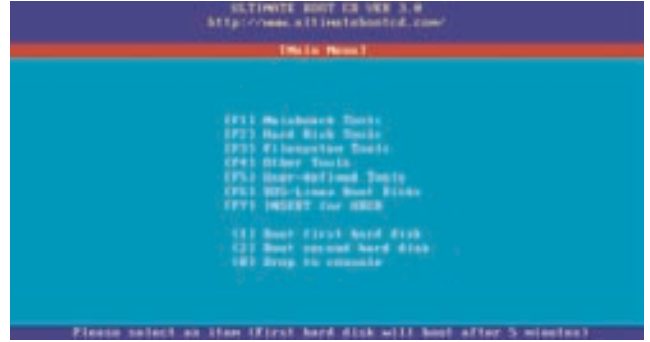 ULTIMATE BOOT CD VER 3.0
http://www.ultimatebootcd.com/
[Main Menu]
[F1] Mainboard Tools
[F2] Hard Disk Tools
[F3] Filesystem Tools
[F4] Other Tools
[F5] User-defined Tools
[F6] DOS/Linux Boot Disks
[F7] INSERT for UBCD
[1] Boot first hard disk
[2] Boot second hard disk
[0] Drop to console
Please select an item (First hard disk will boot after 5 minutes)